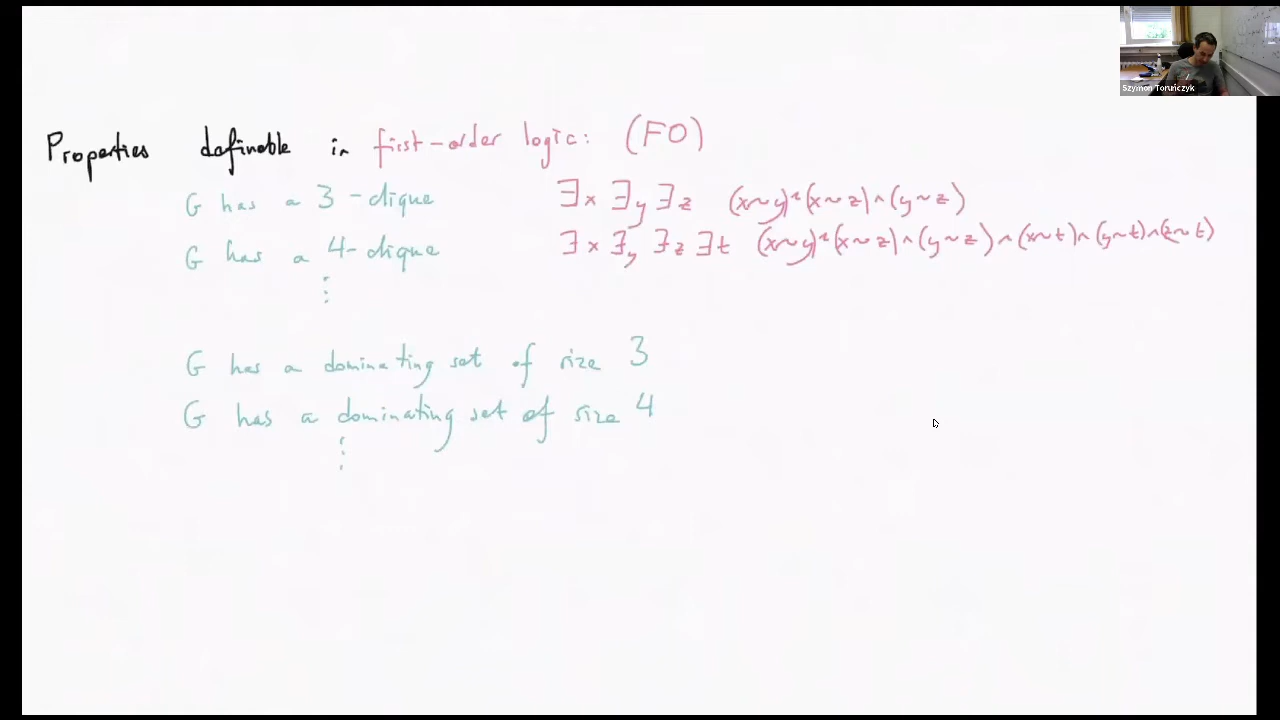 Szymon Toruńczyk
Properties definable in first-order logic: (FO)
G has a 3-clique ∃x ∃y ∃z (x~y)∧(x~z)∧(y~z)
G has a 4-clique ∃x ∃y ∃z ∃t (x~y)∧(x~z)∧(y~z)∧(x~t)∧(y~t)∧(z~t)
⋮
G has a dominating set of size 3
G has a dominating set of size 4
⋮